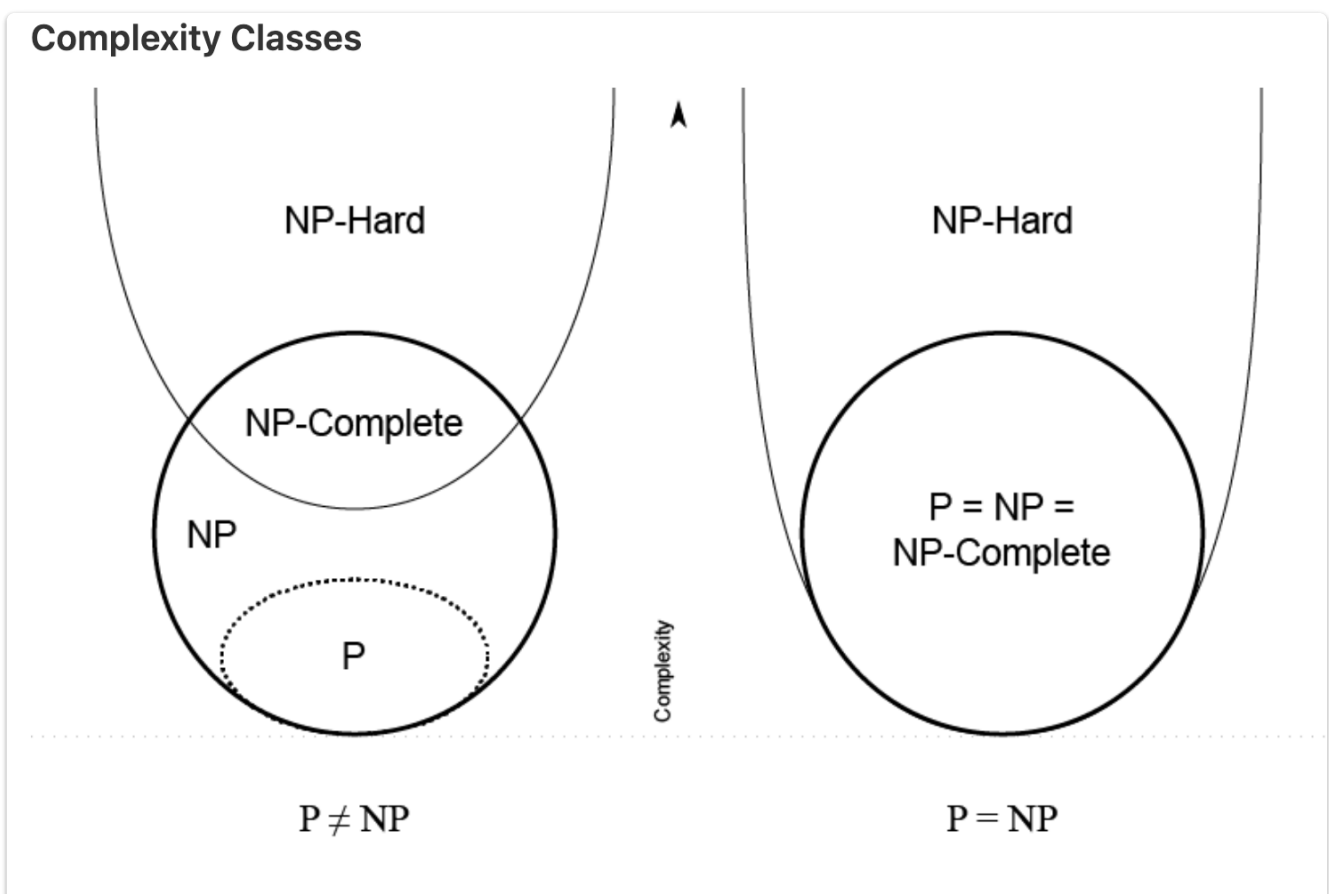 Complexity Classes
NP-Hard
NP-Complete
NP
P
P ≠ NP
Complexity
NP-Hard
P = NP =
NP-Complete
P = NP